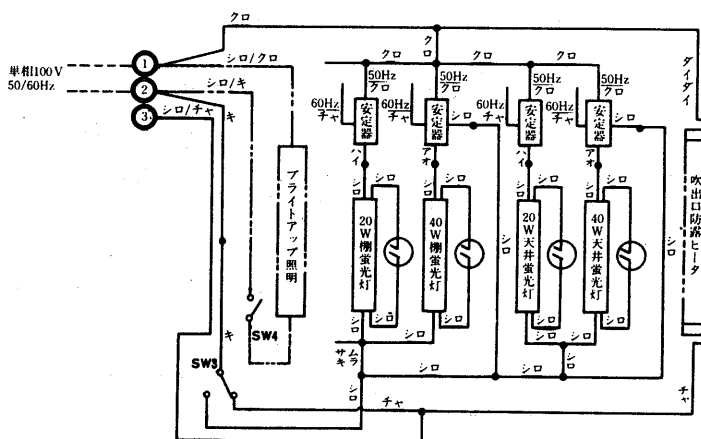 クロ
クロ
クロ
クロ
クロ
クロ
ダイダイ
単相100V
50/60Hz
1
シロ/クロ
2
シロ/キ
3
シロ/チャ
キ
50Hz
クロ
50Hz
クロ
50Hz
クロ
50Hz
クロ
60Hz
チャ
60Hz
チャ
60Hz
チャ
60Hz
チャ
安定器
安定器
安定器
安定器
シロ
シロ
ハイ
アオ
ハイ
アオ
シロ
シロ
シロ
シロ
シロ
シロ
シロ
シロ
ブライトアップ照明
20W棚蛍光灯
40W棚蛍光灯
20W天井蛍光灯
40W天井蛍光灯
シロ
シロ
吹出口防露ヒータ
シロ
シロ
シロ
シロ
シロ
SW4
キ
ムラサキ
シロ
シロ
シロ
SW3
シロ
シロ
チャ
チャ